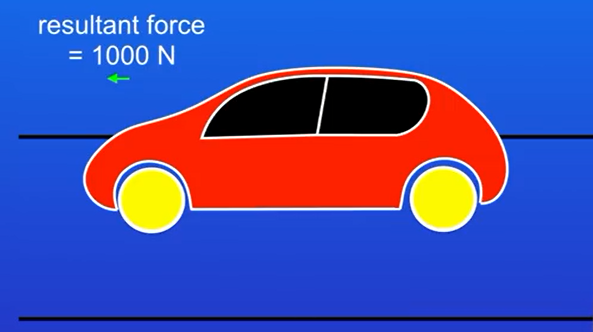 resultant force
= 1000 N